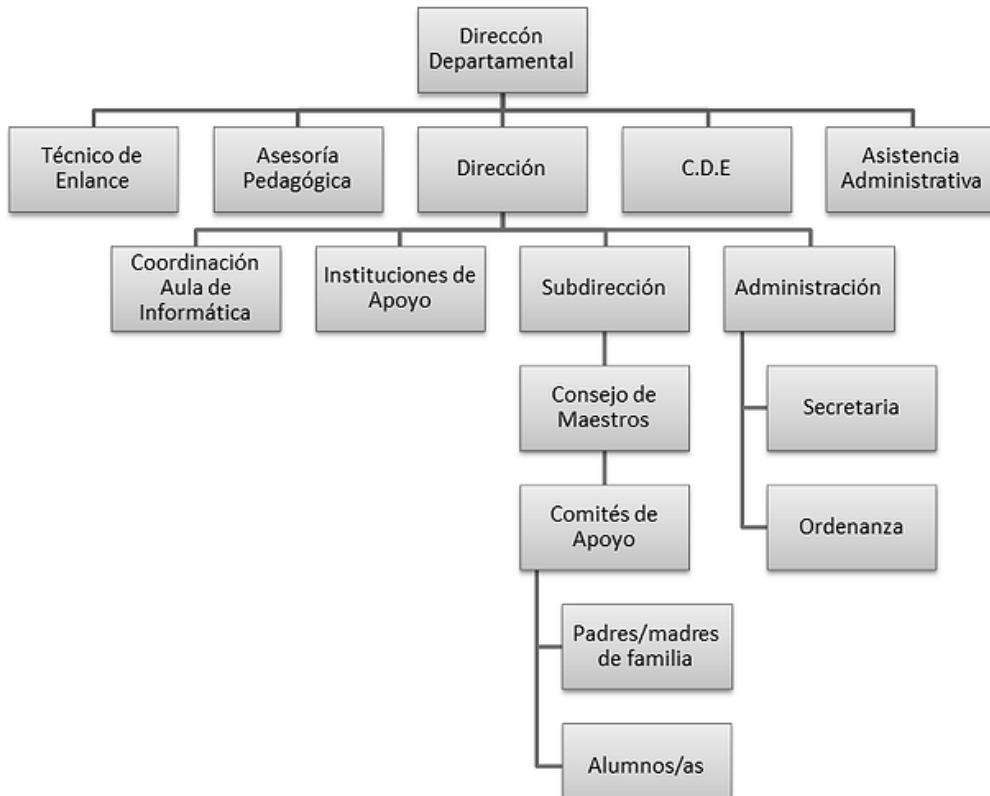 Direccón
Departamental
Técnico de
Enlance
Asesoría
Pedagógica
Dirección
C.D.E
Asistencia
Administrativa
Coordinación
Aula de
Informática
Instituciones de
Apoyo
Subdirección
Administración
Consejo de
Maestros
Secretaria
Comités de
Apoyo
Ordenanza
Padres/madres
de familia
Alumnos/as